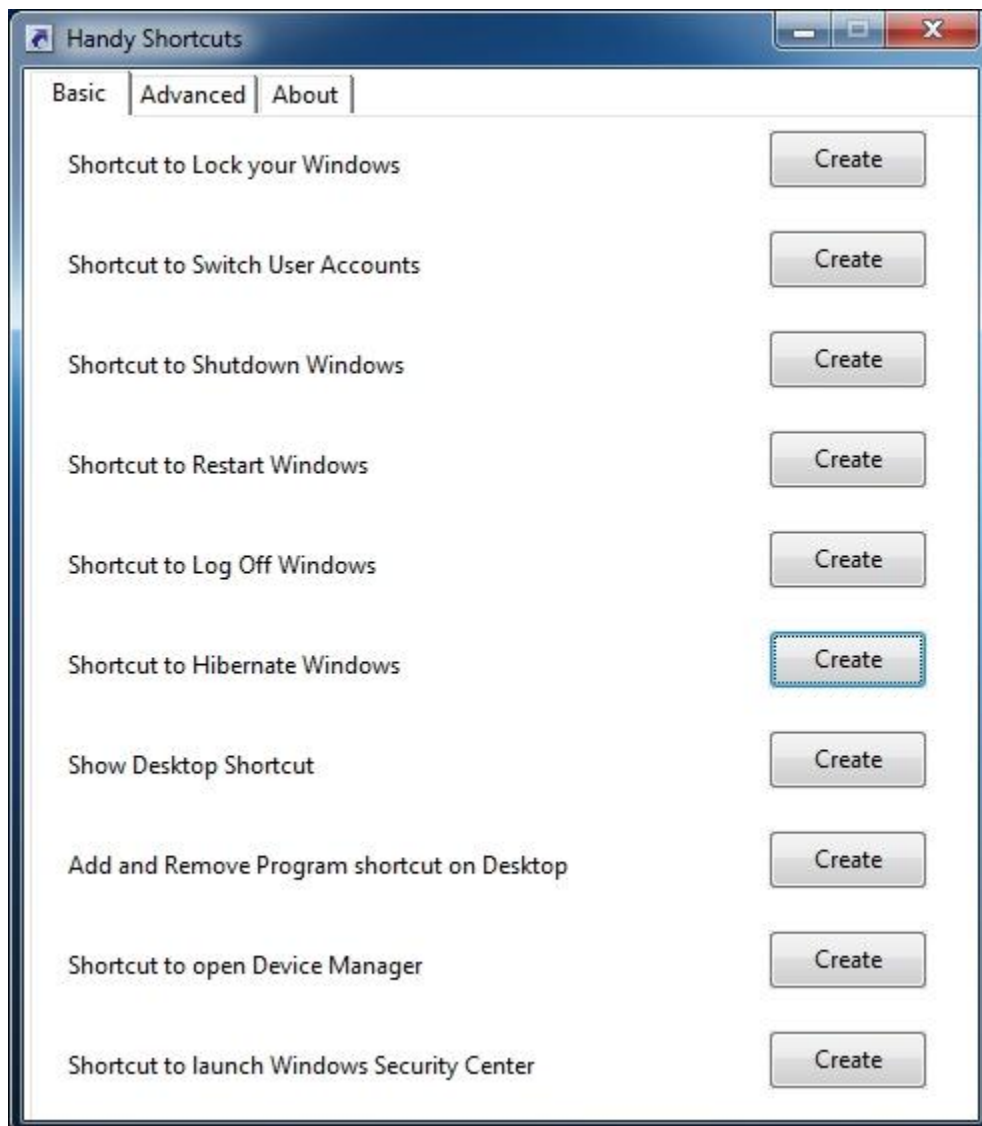 Handy Shortcuts
Basic Advanced About
Shortcut to Lock your Windows Create
Shortcut to Switch User Accounts Create
Shortcut to Shutdown Windows Create
Shortcut to Restart Windows Create
Shortcut to Log Off Windows Create
Shortcut to Hibernate Windows Create
Show Desktop Shortcut Create
Add and Remove Program shortcut on Desktop Create
Shortcut to open Device Manager Create
Shortcut to launch Windows Security Center Create